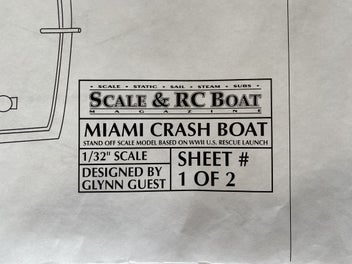 • SCALE • STATIC • SAIL • STEAM • SUBS •
SCALE & RC BOAT
MAGAZINE
MIAMI CRASH BOAT
STAND OFF SCALE MODEL BASED ON WWII U.S. RESCUE LAUNCH
1/32" SCALE
DESIGNED BY
GLYNN GUEST
SHEET #
1 OF 2